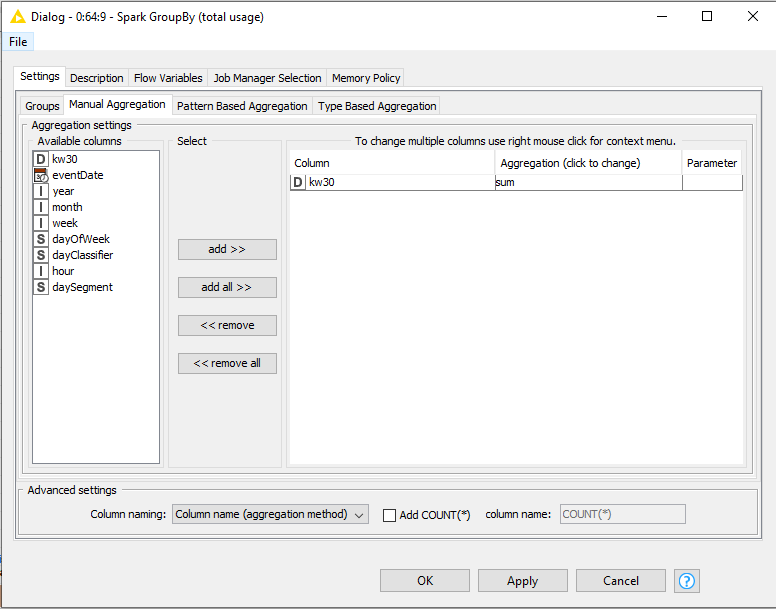 Dialog - 0:64:9 - Spark GroupBy (total usage)
File
Settings Description Flow Variables Job Manager Selection Memory Policy
Groups Manual Aggregation Pattern Based Aggregation Type Based Aggregation
Aggregation settings
Available columns
D kw30
eventDate
I year
I month
I week
S dayOfWeek
S dayClassifier
I hour
S daySegment
Select
add >>
add all >>
<< remove
<< remove all
To change multiple columns use right mouse click for context menu.
Column Aggregation (click to change) Parameter
D kw30 sum
Advanced settings
Column naming: Column name (aggregation method) Add COUNT(*) column name: COUNT(*)
OK Apply Cancel ?